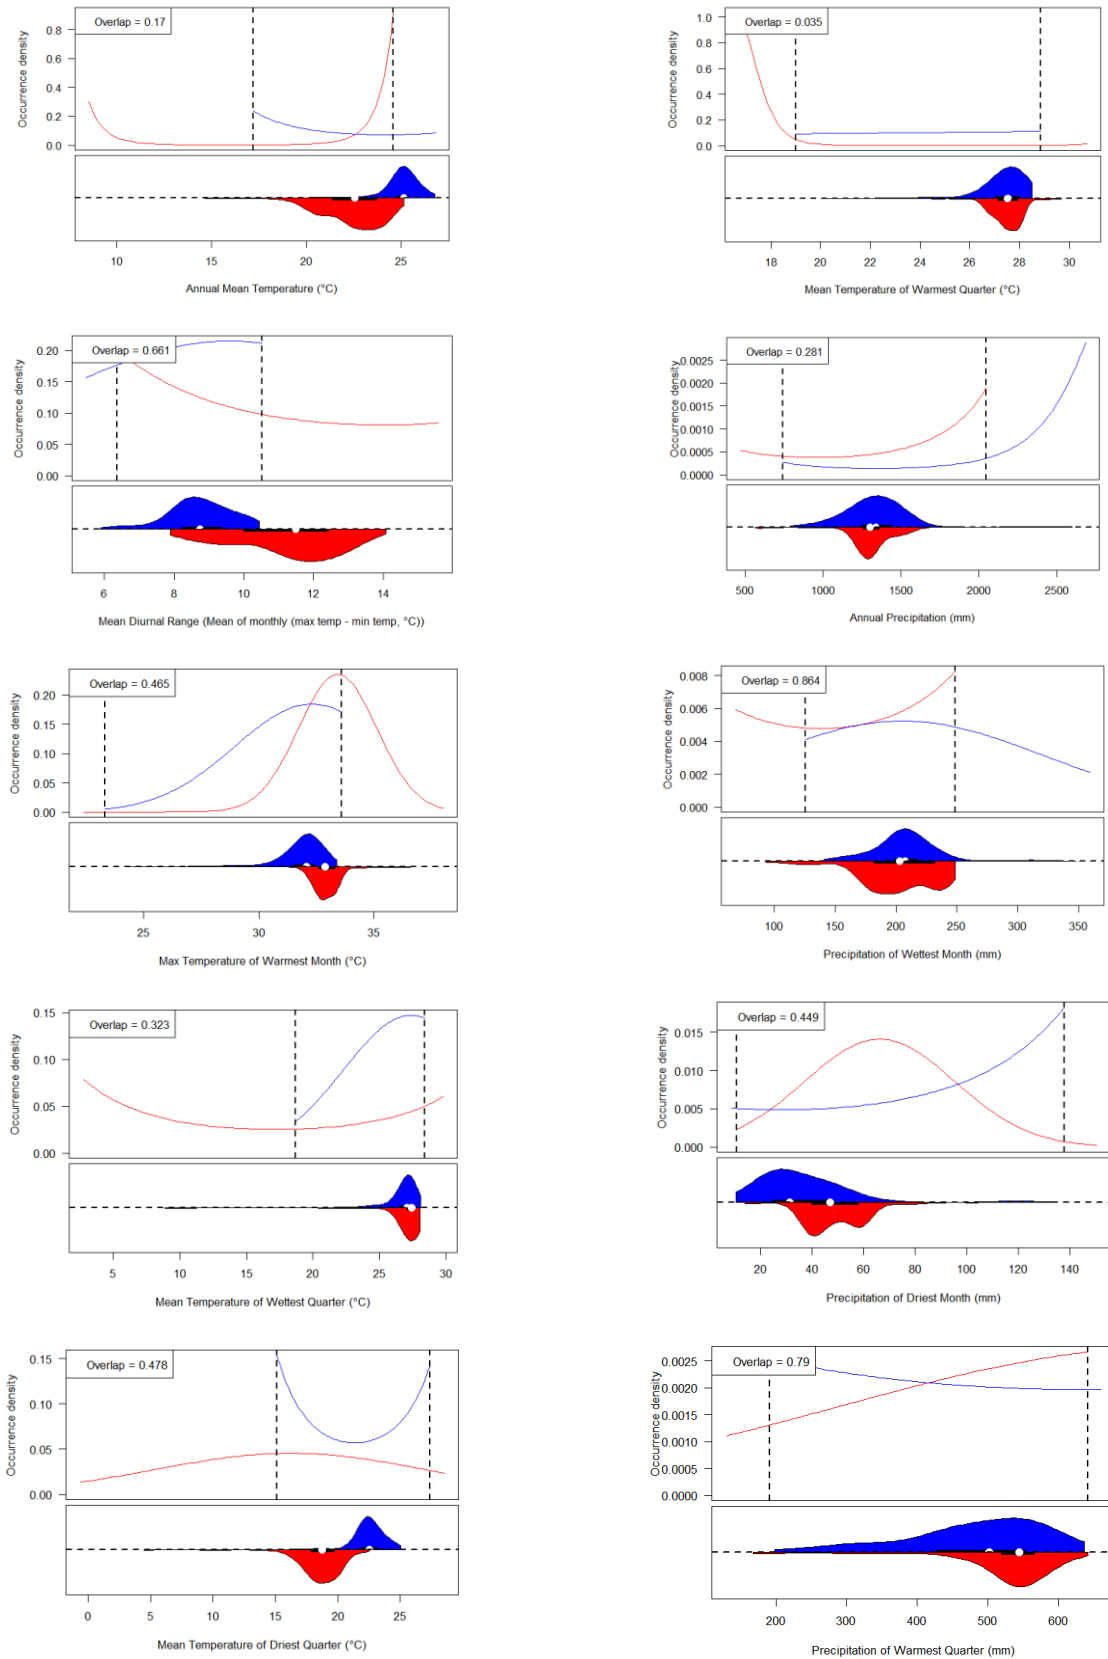 Overlap = 0.17
Occurrence density
0.8
0.6
0.4
0.2
0.0
10 15 20 25
Annual Mean Temperature (°C)
Overlap = 0.035
Occurrence density
1.0
0.8
0.6
0.4
0.2
0.0
18 20 22 24 26 28 30
Mean Temperature of Warmest Quarter (°C)
Overlap = 0.661
Occurrence density
0.20
0.15
0.10
0.05
0.00
6 8 10 12 14
Mean Diurnal Range (Mean of monthly (max temp - min temp, °C))
Overlap = 0.281
Occurrence density
0.0025
0.0020
0.0015
0.0010
0.0005
0.0000
500 1000 1500 2000 2500
Annual Precipitation (mm)
Overlap = 0.465
Occurrence density
0.20
0.15
0.10
0.05
0.00
25 30 35
Max Temperature of Warmest Month (°C)
Overlap = 0.864
Occurrence density
0.008
0.006
0.004
0.002
0.000
100 150 200 250 300 350
Precipitation of Wettest Month (mm)
Overlap = 0.323
Occurrence density
0.15
0.10
0.05
0.00
5 10 15 20 25 30
Mean Temperature of Wettest Quarter (°C)
Overlap = 0.449
Occurrence density
0.015
0.010
0.005
0.000
20 40 60 80 100 120 140
Precipitation of Driest Month (mm)
Overlap = 0.478
Occurrence density
0.15
0.10
0.05
0.00
0 5 10 15 20 25
Mean Temperature of Driest Quarter (°C)
Overlap = 0.79
Occurrence density
0.0025
0.0020
0.0015
0.0010
0.0005
0.0000
200 300 400 500 600
Precipitation of Warmest Quarter (mm)